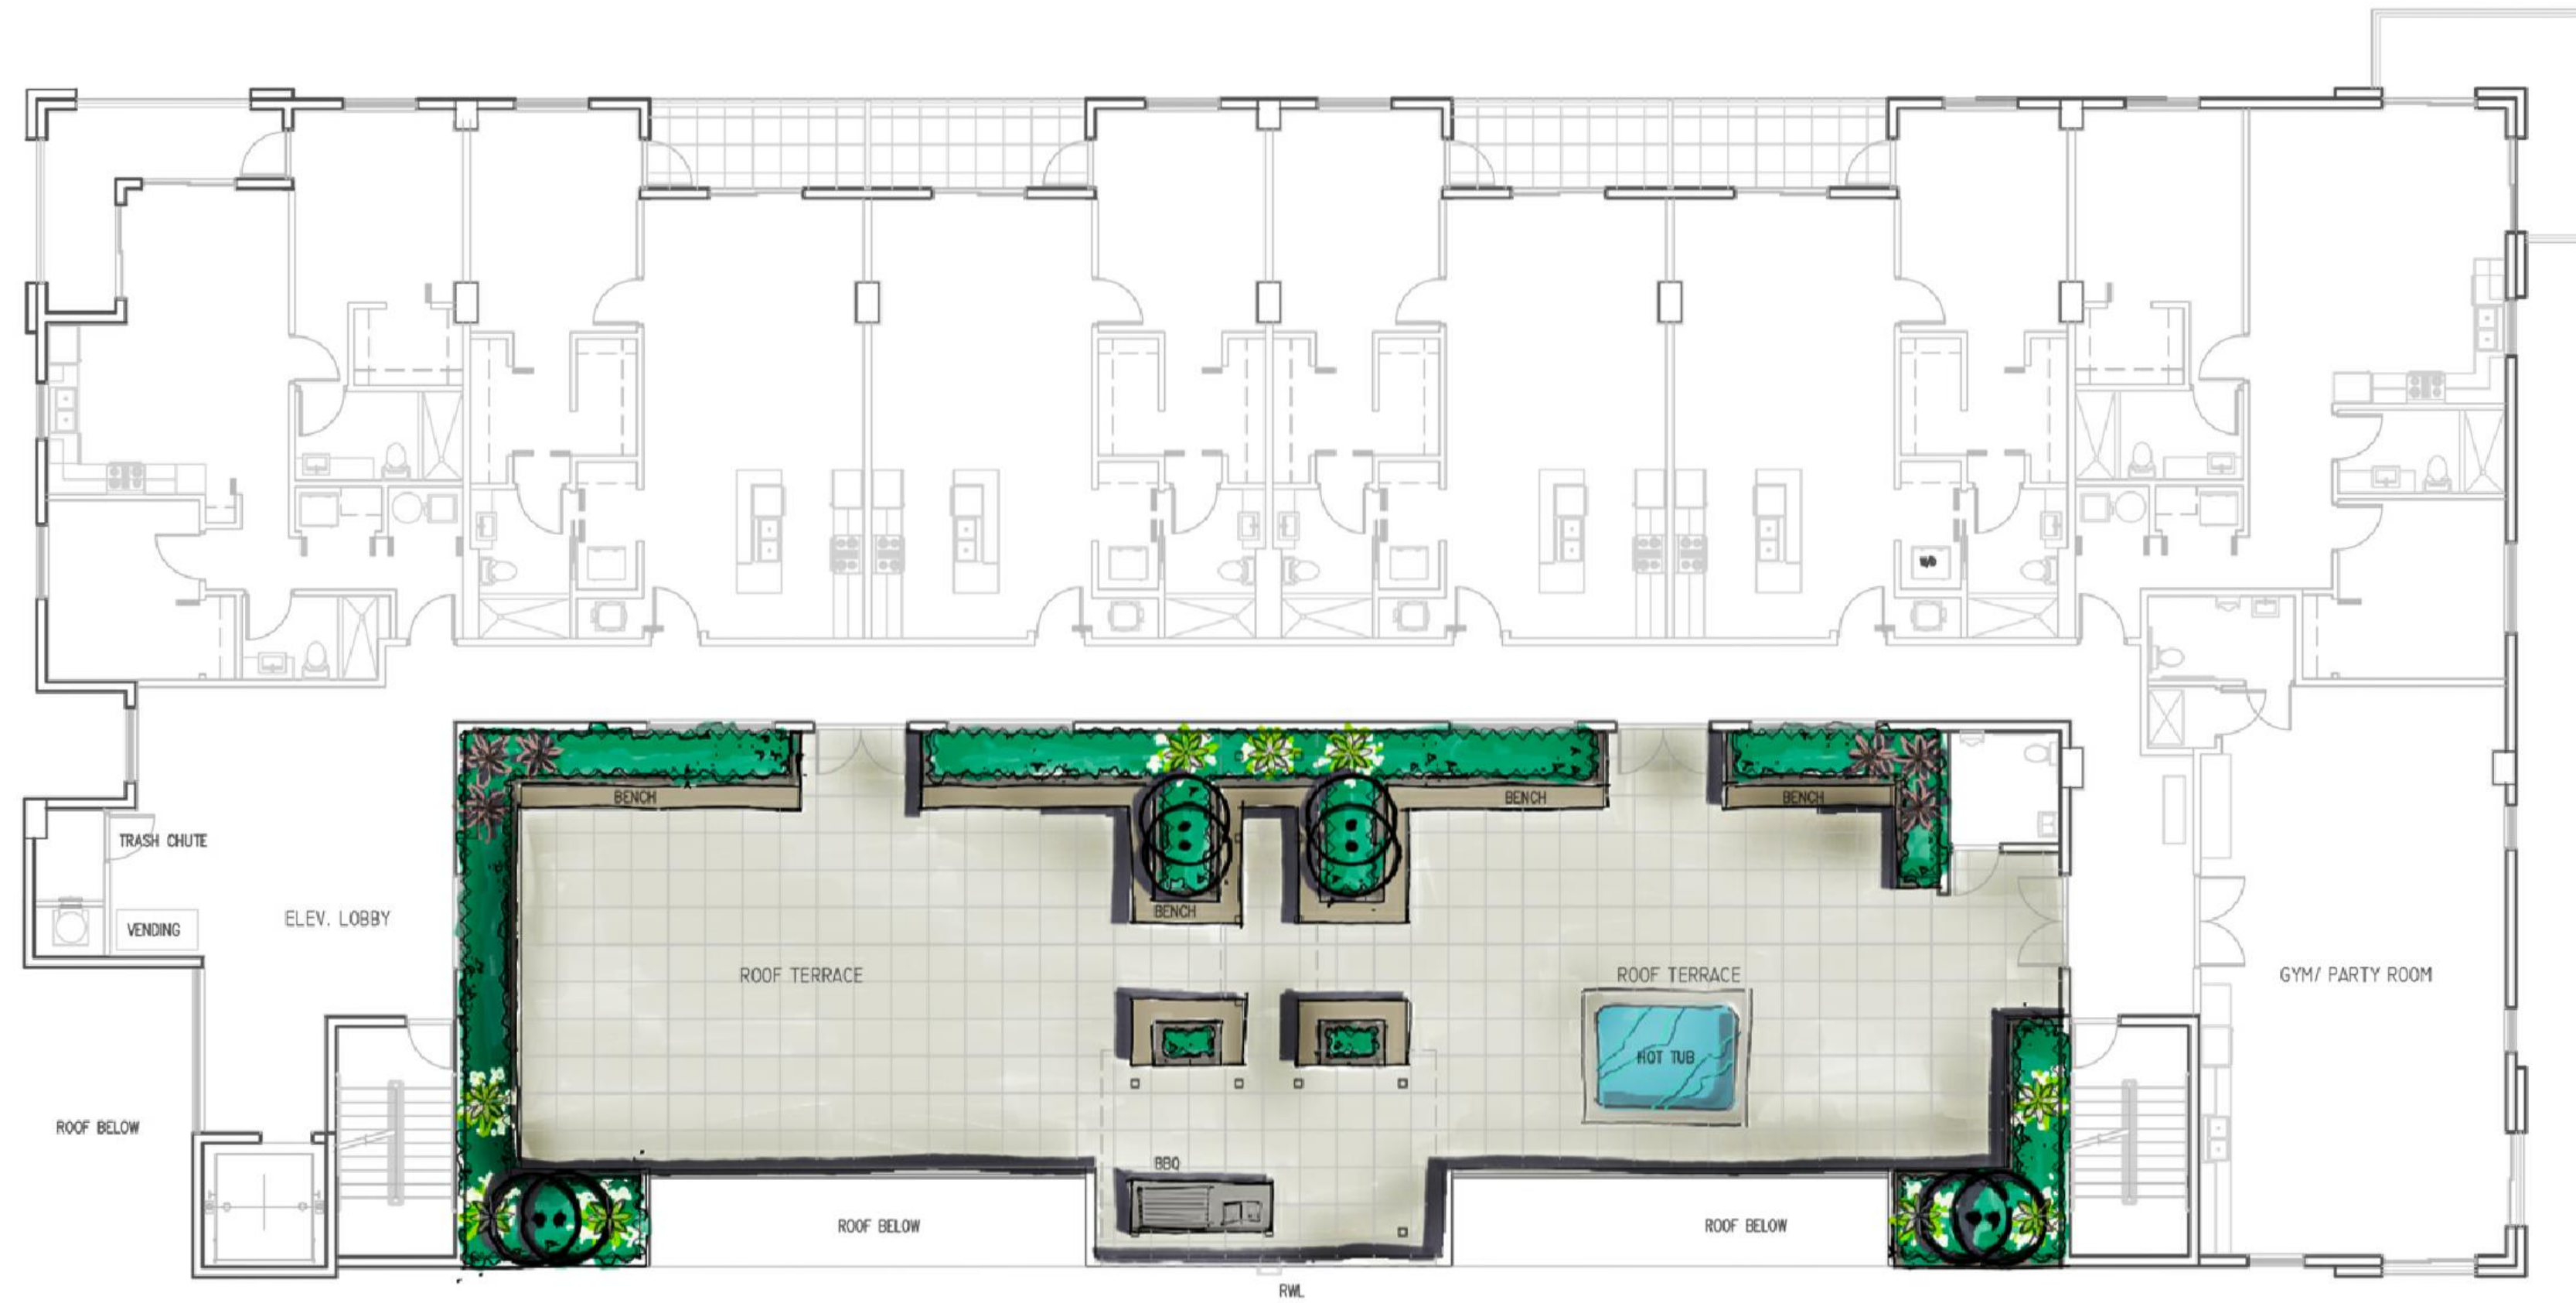 W/D
BENCH
BENCH
BENCH
TRASH CHUTE
BENCH
ELEV. LOBBY
VENDING
ROOF TERRACE
ROOF TERRACE
GYM/ PARTY ROOM
HOT TUB
ROOF BELOW
BBQ
ROOF BELOW
ROOF BELOW
RWL